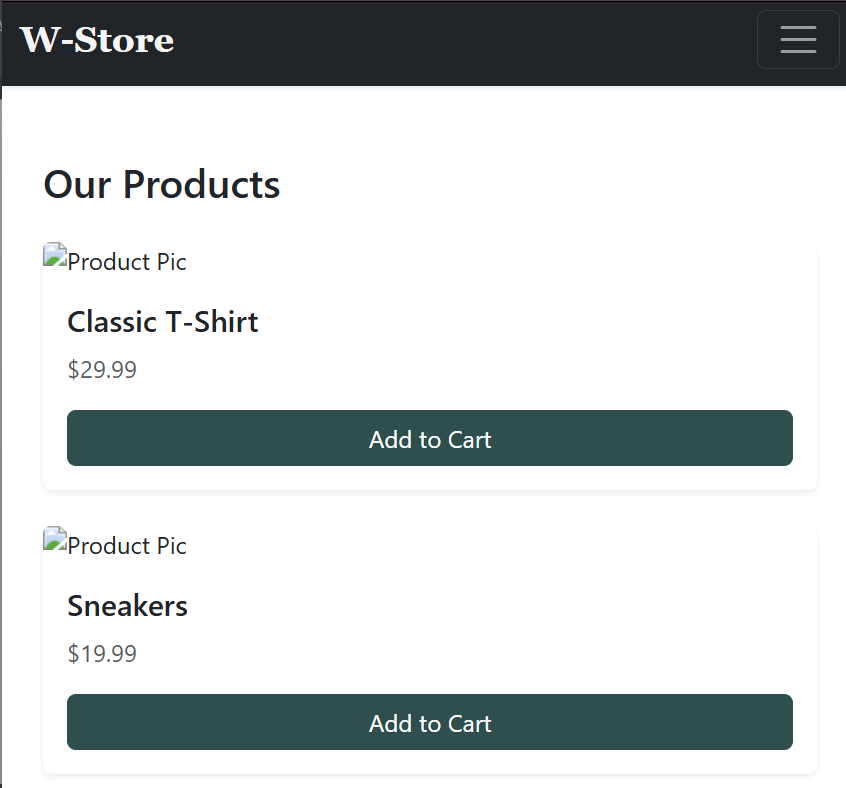 W-Store
Our Products
Product Pic
Classic T-Shirt
$29.99
Add to Cart
Product Pic
Sneakers
$19.99
Add to Cart